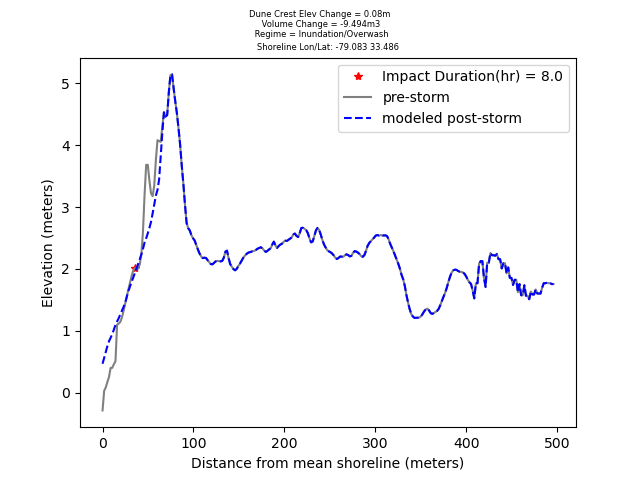 Dune Crest Elev Change = 0.08m
Volume Change = -9.494m3
Regime = Inundation/Overwash
Shoreline Lon/Lat: -79.083 33.486
Impact Duration(hr) = 8.0
pre-storm
modeled post-storm
Elevation (meters)
5
4
3
2
1
0
0 100 200 300 400 500
Distance from mean shoreline (meters)